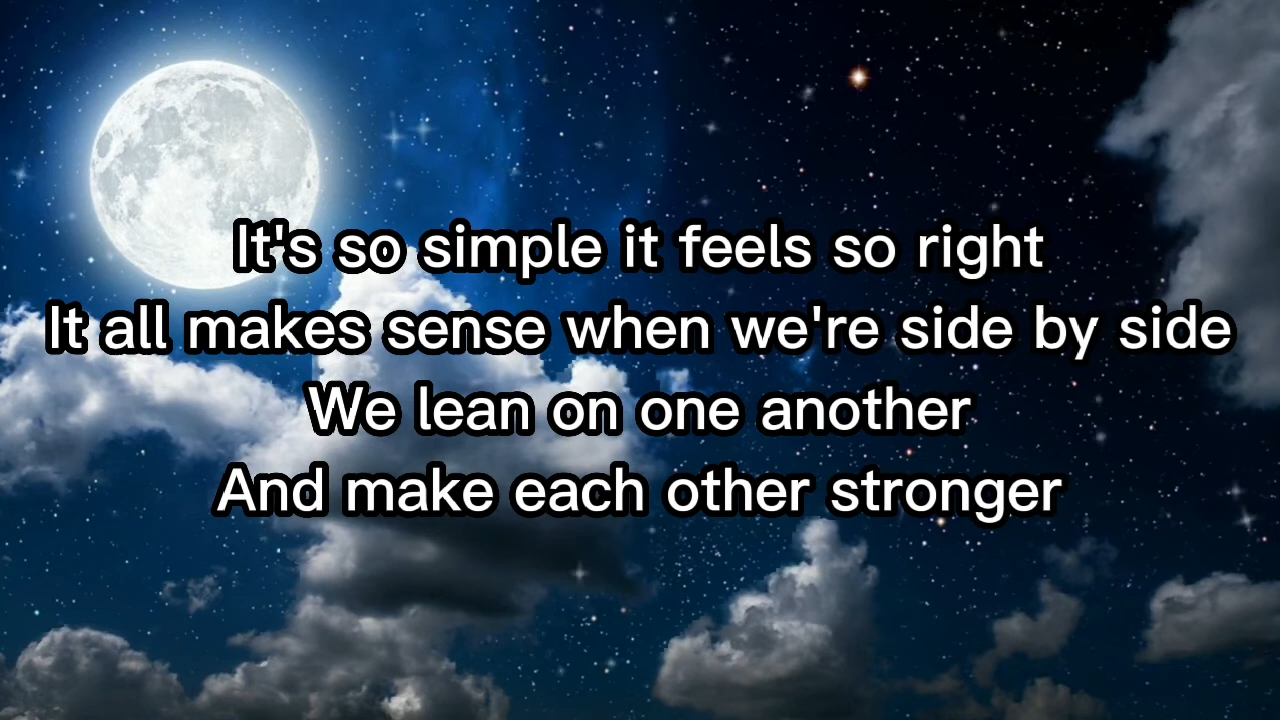 It's so simple it feels so right
It all makes sense when we're side by side
We lean on one another
And make each other stronger